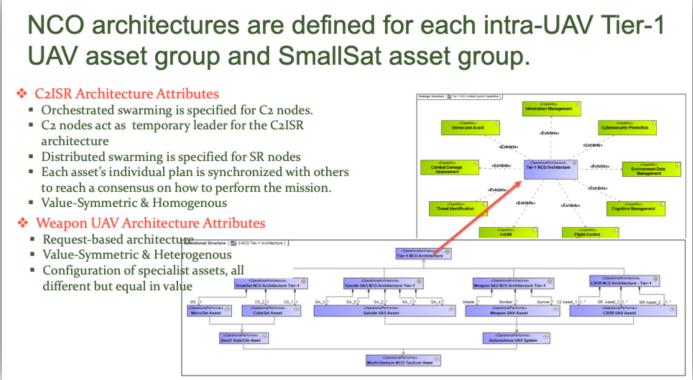 NCO architectures are defined for each intra-UAV Tier-1
UAV asset group and SmallSat asset group.
C2ISR Architecture Attributes
Orchestrated swarming is specified for C2 nodes.
C2 nodes act as temporary leader for the C2ISR
architecture
Distributed swarming is specified for SR nodes
Each asset's individual plan is synchronized with others
to reach a consensus on how to perform the mission.
Value-Symmetric & Homogenous
Weapon UAV Architecture Attributes
Request-based architecture
Value-Symmetric & Heterogenous
Configuration of specialist assets, all
different but equal in value
Information Management
Sense and Avoid
Cybersecurity Protection
«Exhibits»
Combat Damage
Assessment
Tier-1 NCO Architecture
Environment Data
Management
Threat Identification
Cognitive Management
C2ISR
Flight Control
Tier-1 NCO Architecture
SmallSat NCO Architecture Tier-1
Suicide UAS NCO Architecture Tier-1
Weapon UAS NCO Architecture Tier-1
C2ISR NCO Architecture - Tier-1
MicroSat Asset
CubeSat Asset
Suicide UAS Asset
Weapon UAV Asset
C2ISR UAV Asset
Small Satellite Asset
Autonomous UAV System
Multi-Domain NCO Tactical Asset